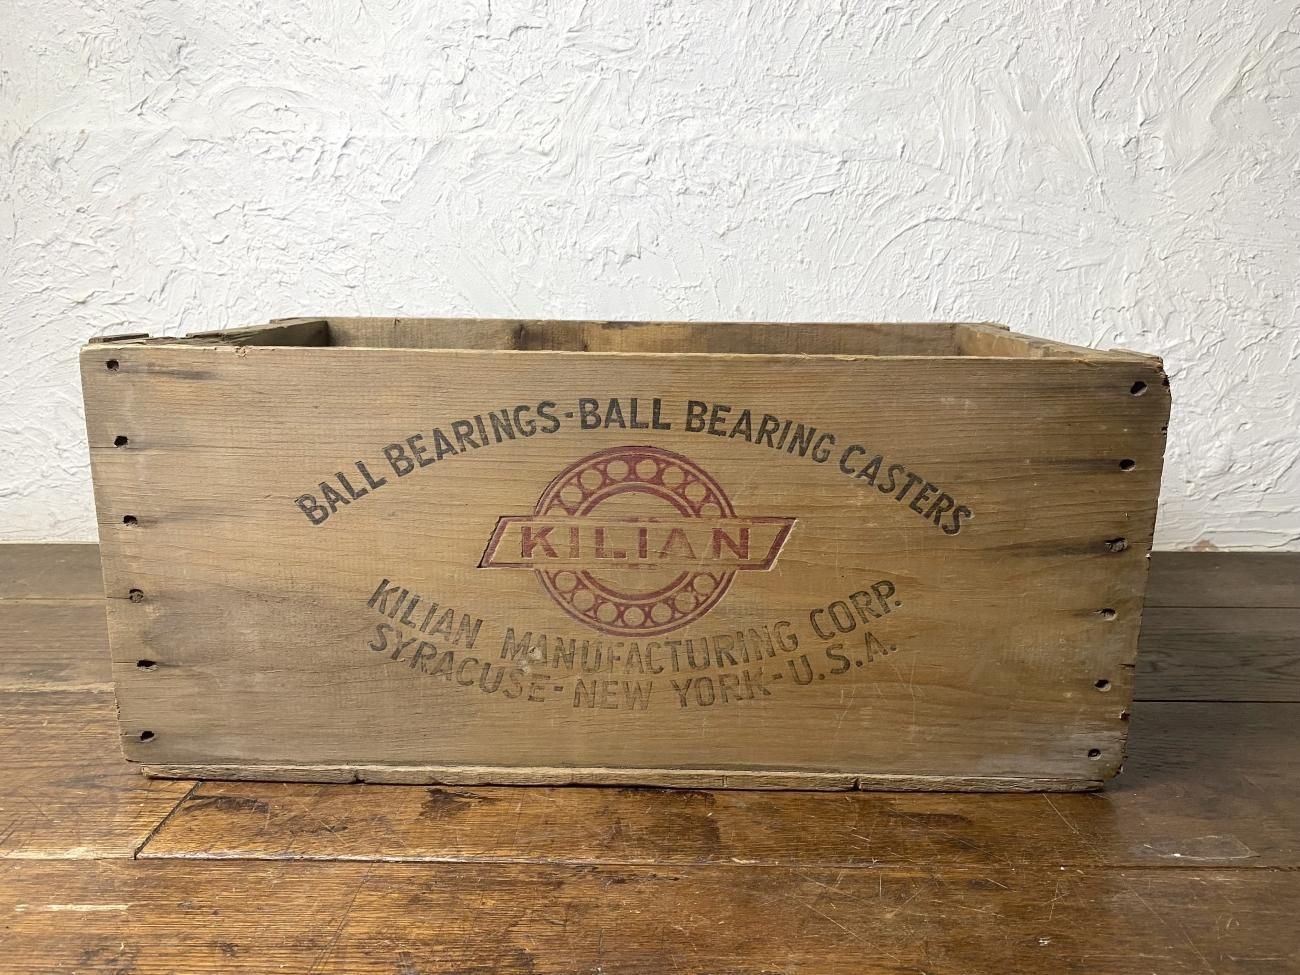 BALL BEARINGS-BALL BEARING CASTERS
KILIAN
KILIAN MANUFACTURING CORP.
SYRACUSE-NEW YORK-U.S.A.